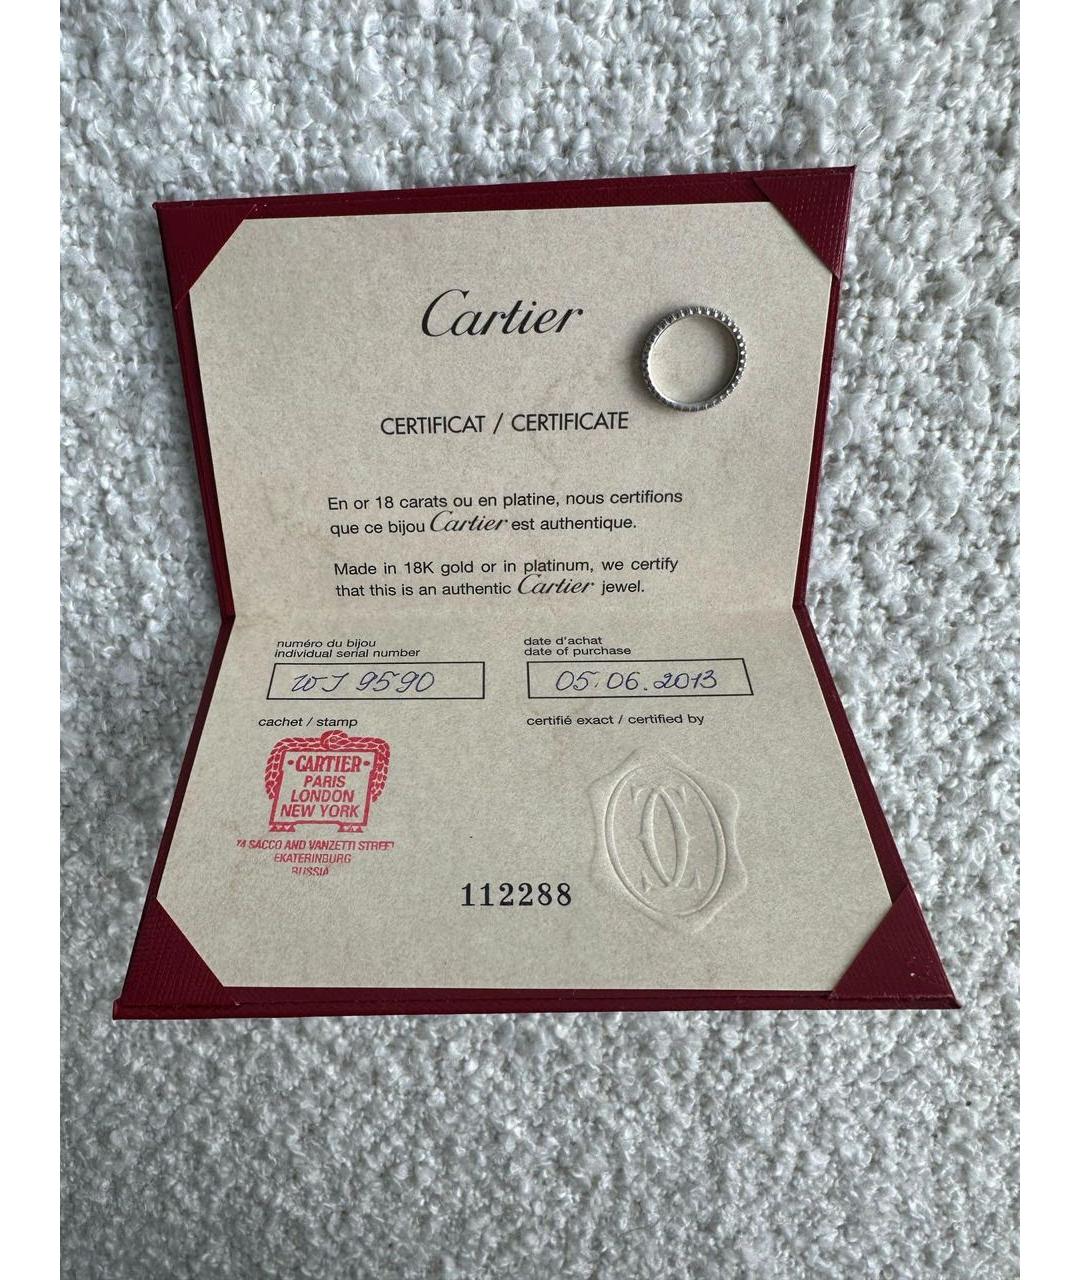 Cartier
CERTIFICAT / CERTIFICATE
En or 18 carats ou en platine, nous certifions
que ce bijou Cartier est authentique.
Made in 18K gold or in platinum, we certify
that this is an authentic Cartier jewel.
numéro du bijou
individual serial number
WJ 9590
date d'achat
date of purchase
05.06.2013
cachet / stamp
certifié exact / certified by
·CARTIER·
PARIS
LONDON
NEW YORK
74 SACCO AND VANZETTI STREET
EKATERINBURG
RUSSIA
112288